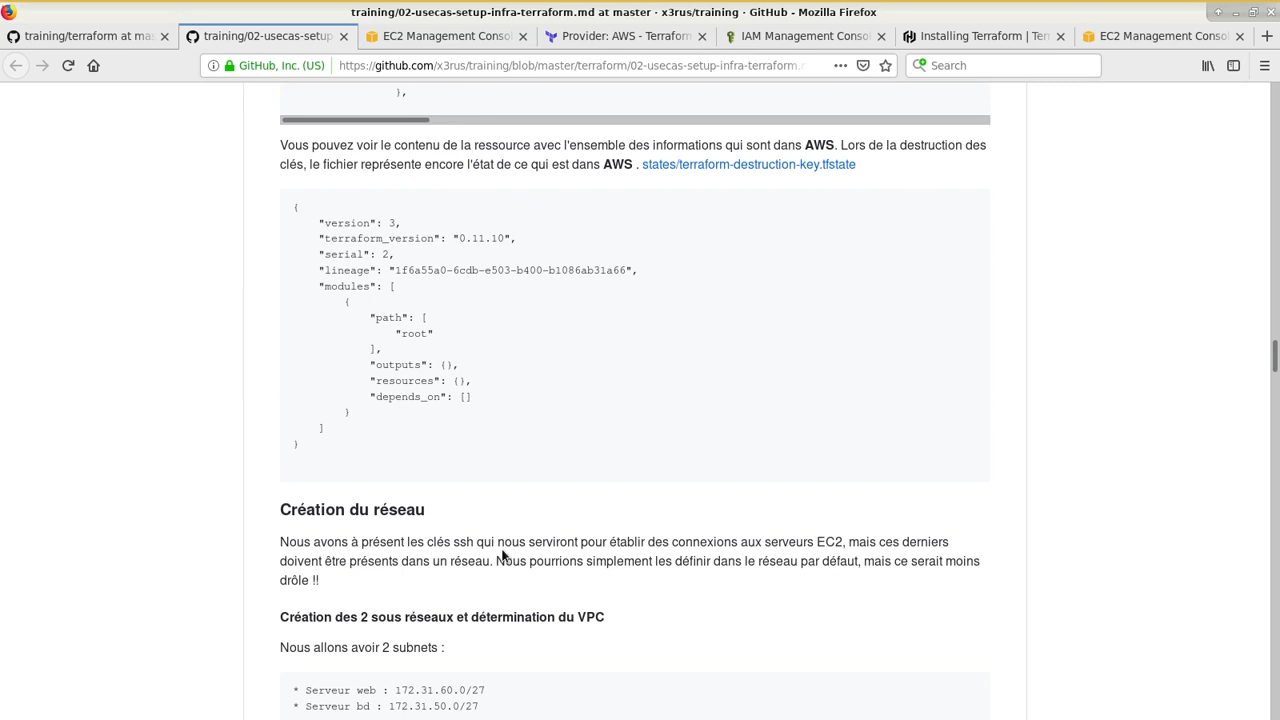 training/02-usecas-setup-infra-terraform.md at master · x3rus/training · GitHub - Mozilla Firefox
training/terraform at mas
training/02-usecas-setup-
EC2 Management Conso
Provider: AWS - Terraform
IAM Management Conso
Installing Terraform | Ter
EC2 Management Conso
GitHub, Inc. (US)
https://github.com/x3rus/training/blob/master/terraform/02-usecas-setup-infra-terraform.r
Search
},
Vous pouvez voir le contenu de la ressource avec l'ensemble des informations qui sont dans AWS. Lors de la destruction des
clés, le fichier représente encore l'état de ce qui est dans AWS . states/terraform-destruction-key.tfstate
{
"version": 3,
"terraform_version": "0.11.10",
"serial": 2,
"lineage": "1f6a55a0-6cdb-e503-b400-b1086ab31a66",
"modules": [
{
"path": [
"root"
],
"outputs": {},
"resources": {},
"depends_on": []
}
]
}
Création du réseau
Nous avons à présent les clés ssh qui nous serviront pour établir des connexions aux serveurs EC2, mais ces derniers
doivent être présents dans un réseau. Nous pourrions simplement les définir dans le réseau par défaut, mais ce serait moins
drôle !!
Création des 2 sous réseaux et détermination du VPC
Nous allons avoir 2 subnets :
* Serveur web : 172.31.60.0/27
* Serveur bd : 172.31.50.0/27